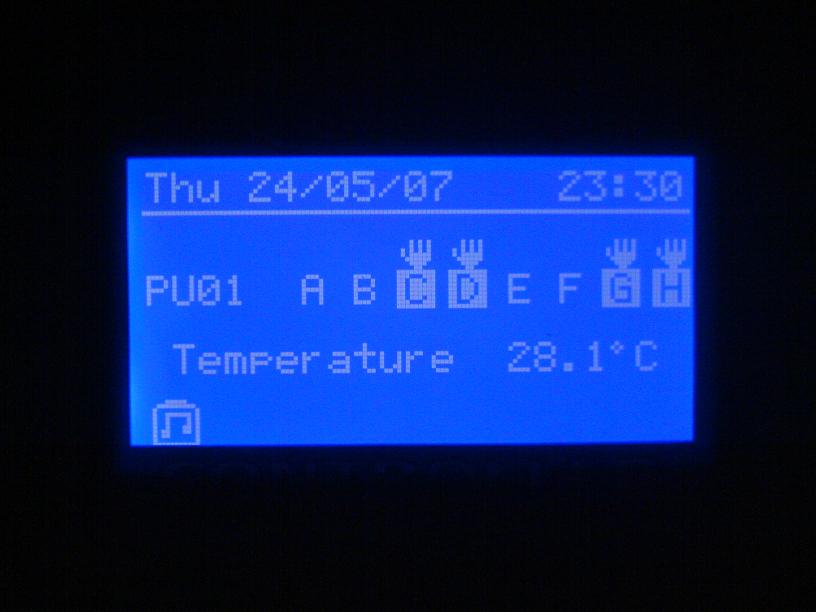 Thu 24/05/07 23:30
PU01 A B C D E F G H
Temperature 28.1°C